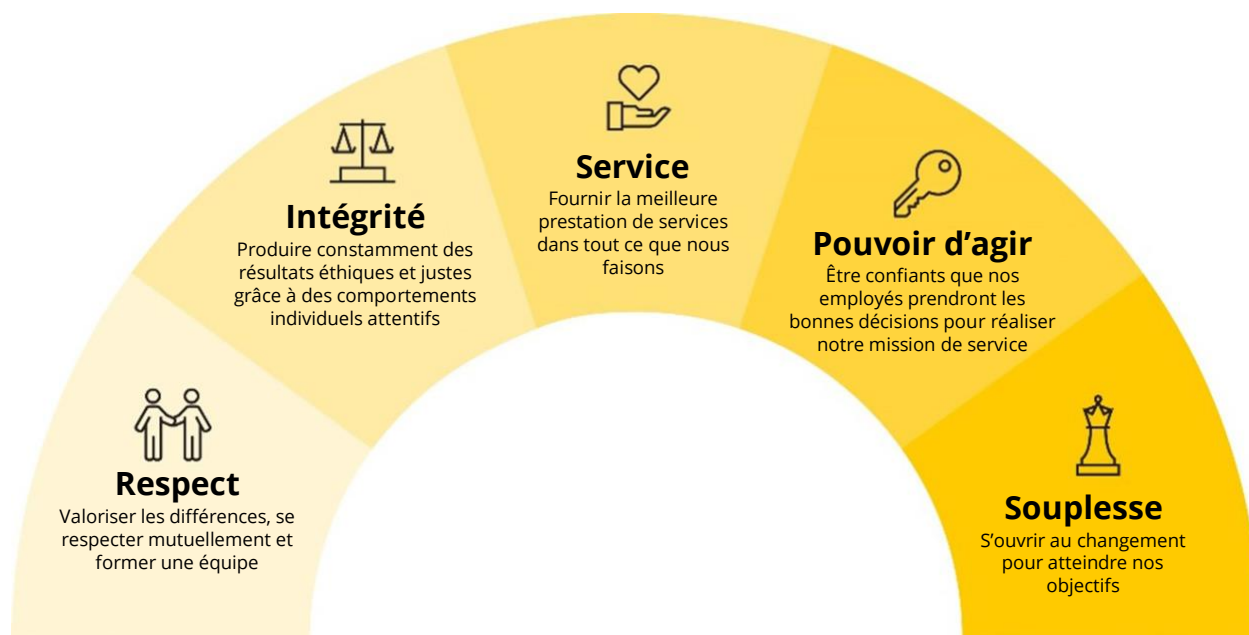 Respect
Valoriser les différences, se
respecter mutuellement et
former une équipe
Intégrité
Produire constamment des
résultats éthiques et justes
grâce à des comportements
individuels attentifs
Service
Fournir la meilleure
prestation de services
dans tout ce que nous
faisons
Pouvoir d’agir
Être confiants que nos
employés prendront les
bonnes décisions pour réaliser
notre mission de service
Souplesse
S’ouvrir au changement
pour atteindre nos
objectifs